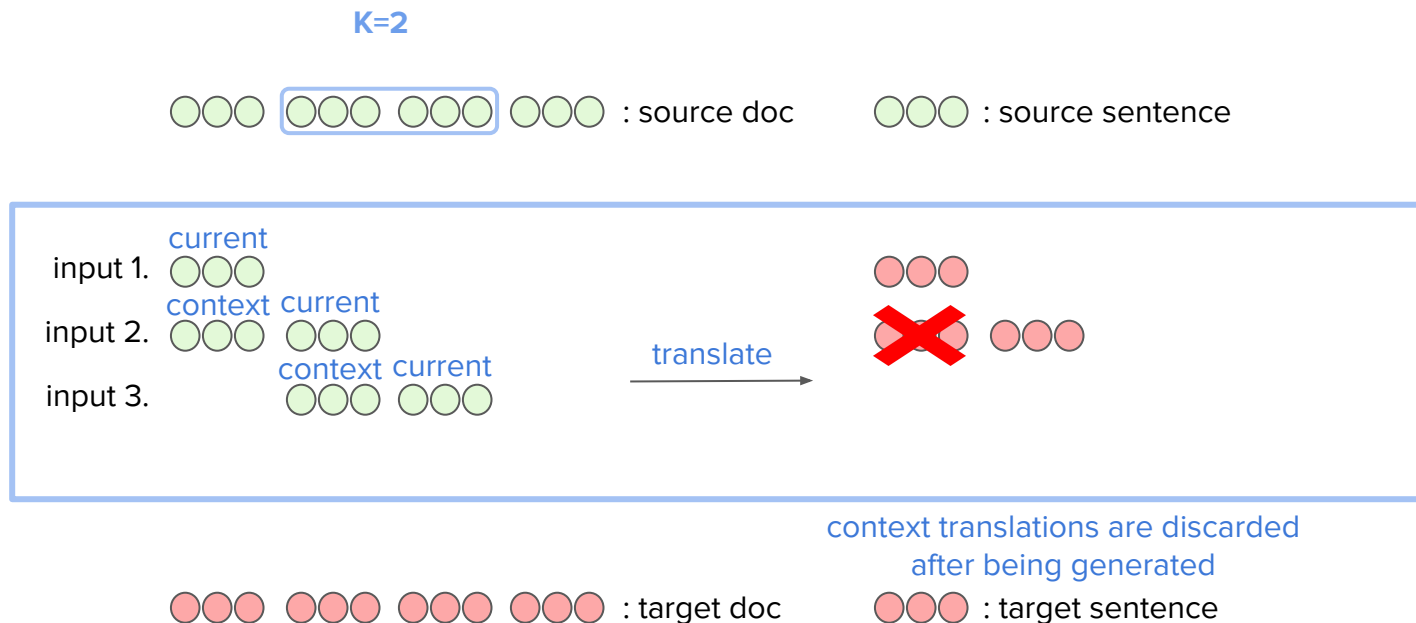 K=2
: source doc
: source sentence
current
input 1.
context current
input 2.
translate
context current
input 3.
context translations are discarded
after being generated
: target doc
: target sentence